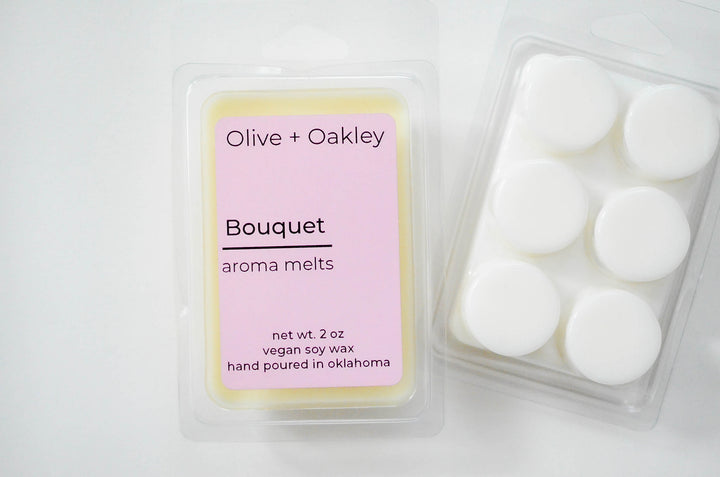 Olive + Oakley
Bouquet
aroma melts
net wt. 2 oz
vegan soy wax
hand poured in oklahoma